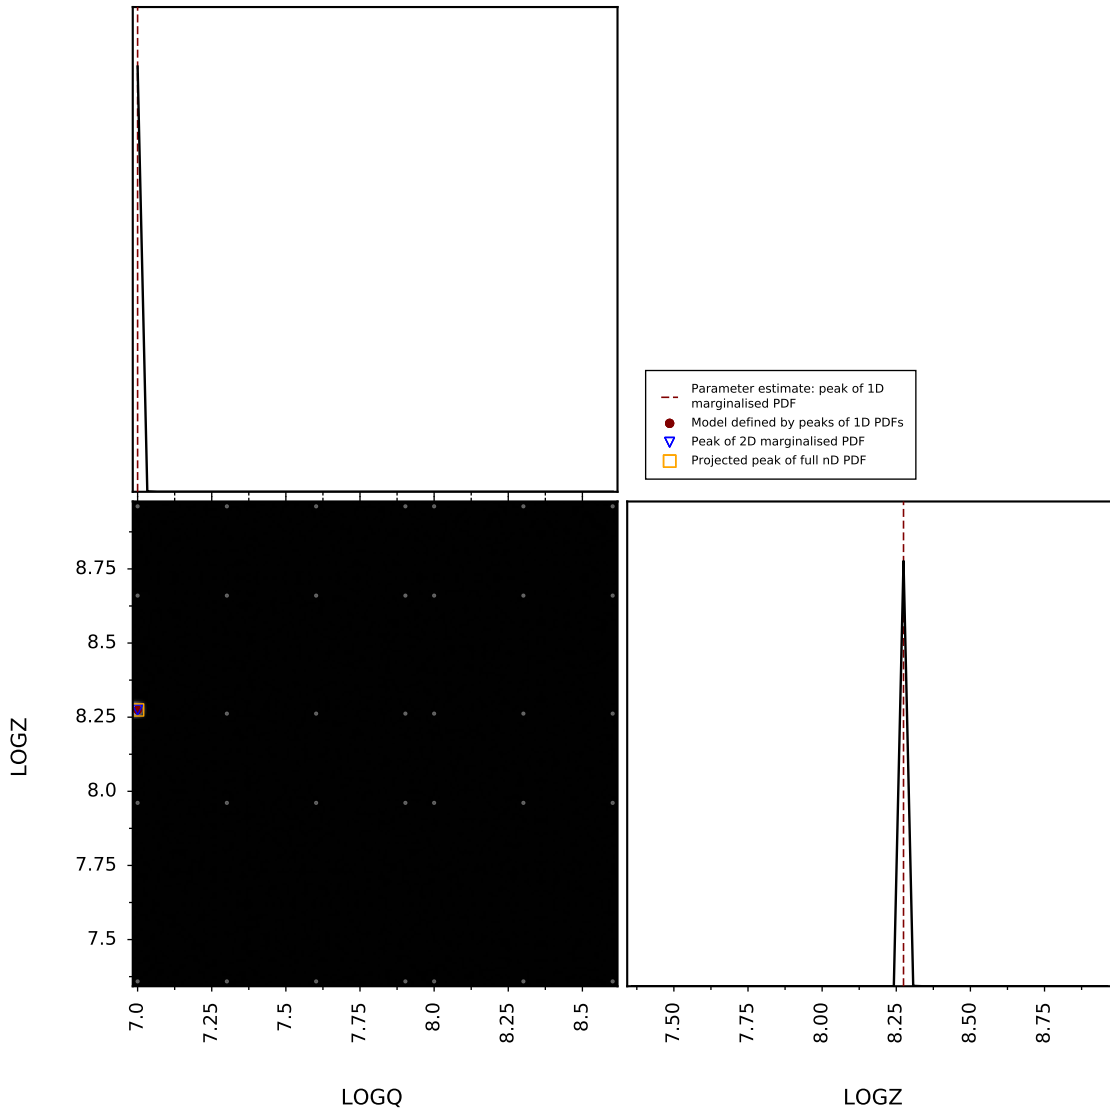 Parameter estimate: peak of 1D
marginalised PDF
Model defined by peaks of 1D PDFs
Peak of 2D marginalised PDF
Projected peak of full nD PDF
8.75
8.5
8.25
8.0
7.75
7.5
LOGZ
7.0 7.25 7.5 7.75 8.0 8.25 8.5
7.50 7.75 8.00 8.25 8.50 8.75
LOGQ
LOGZ